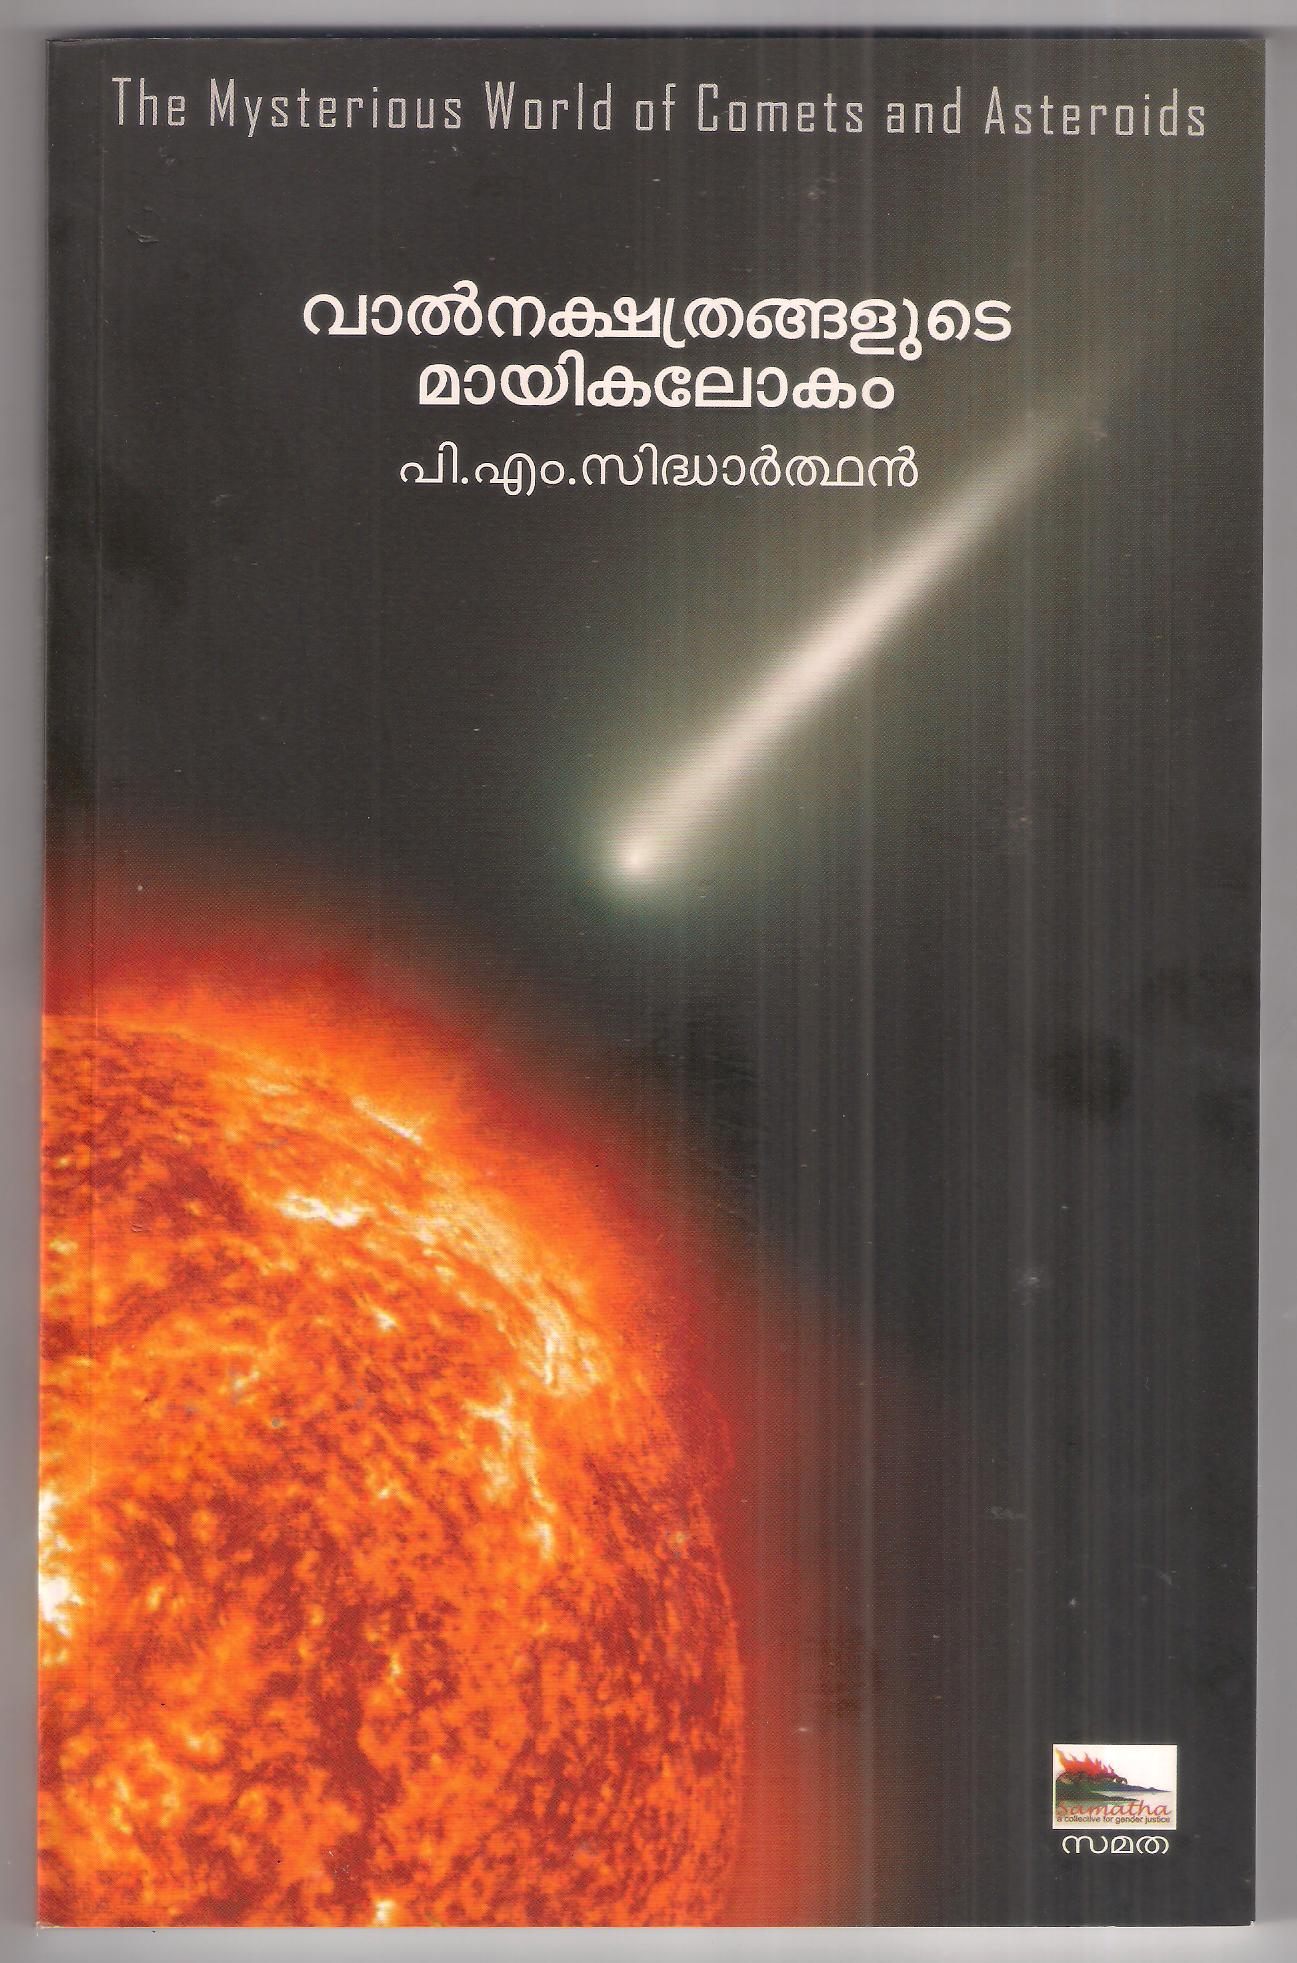 The Mysterious World of Comets and Asteroids
വാൽനക്ഷത്രങ്ങളുടെ
മായികലോകം
പി.എം.സിദ്ധാർത്ഥൻ
Samatha
a collective for gender justice
സമത